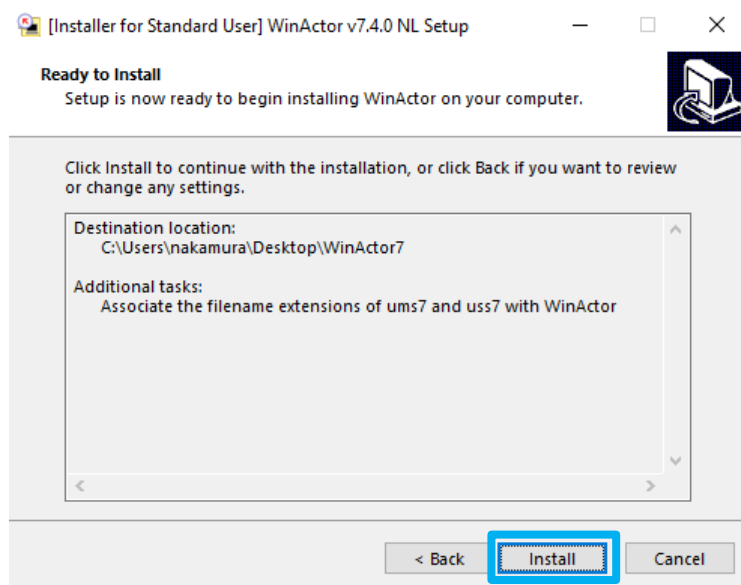 [Installer for Standard User] WinActor v7.4.0 NL Setup
Ready to Install
Setup is now ready to begin installing WinActor on your computer.
Click Install to continue with the installation, or click Back if you want to review
or change any settings.
Destination location:
C:\Users\nakamura\Desktop\WinActor7
Additional tasks:
Associate the filename extensions of ums7 and uss7 with WinActor
< Back
Install
Cancel